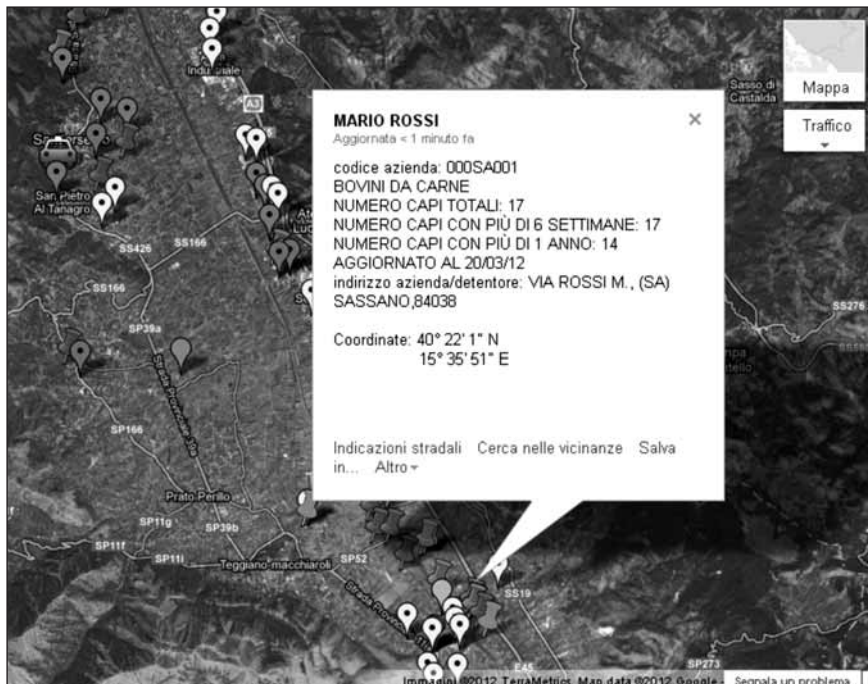 Industriale
A3
Sasso di
Castalda
Mappa
Traffico
MARIO ROSSI
Aggiornata < 1 minuto fa
codice azienda: 000SA001
BOVINI DA CARNE
NUMERO CAPI TOTALI: 17
NUMERO CAPI CON PIÙ DI 6 SETTIMANE: 17
NUMERO CAPI CON PIÙ DI 1 ANNO: 14
AGGIORNATO AL 20/03/12
indirizzo azienda/detentore: VIA ROSSI M., (SA)
SASSANO,84038
Coordinate: 40° 22' 1" N
15° 35' 51" E
Indicazioni stradali Cerca nelle vicinanze Salva
in... Altro
San Pietro
Al Tanagro
SS426
SS166
SS166
SP39a
Strada Provinciale 39a
SS276
SP166
Prato Perillo
SP11g
SP39b
SP11f
SP11i
Teggiano-macchiaroli
SP52
SS19
E45
SP273
Immagini ©2012 TerraMetrics, Map data ©2012 Google -
Segnala un problema